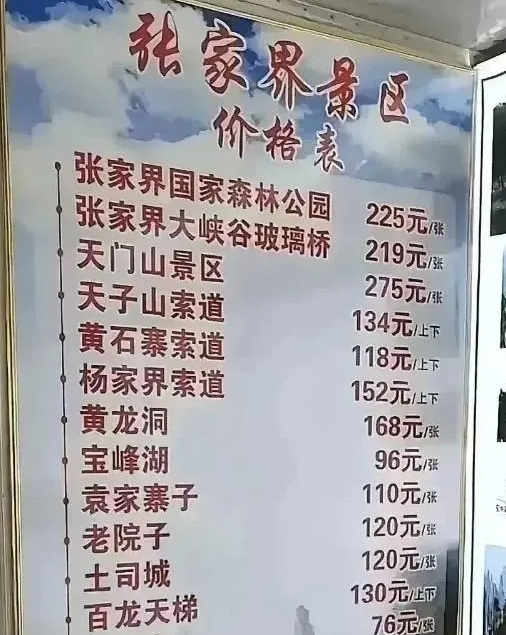 张家界景区
价格表
张家界国家森林公园 225元/张
张家界大峡谷玻璃桥 219元/张
天门山景区 275元/张
天子山索道 134元/上下
黄石寨索道 118元/上下
杨家界索道 152元/上下
黄龙洞 168元/张
宝峰湖 96元/张
袁家寨子 110元/张
老院子 120元/张
土司城 120元/张
百龙天梯 130元/上下
76元/张